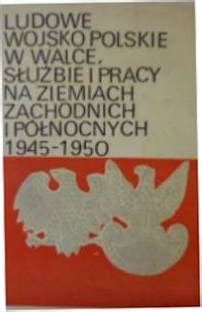 LUDOWE
WOJSKO POLSKIE
W WALCE,
SŁUŻBIE I PRACY
NA ZIEMIACH
ZACHODNICH
I PÓŁNOCNYCH
1945-1950